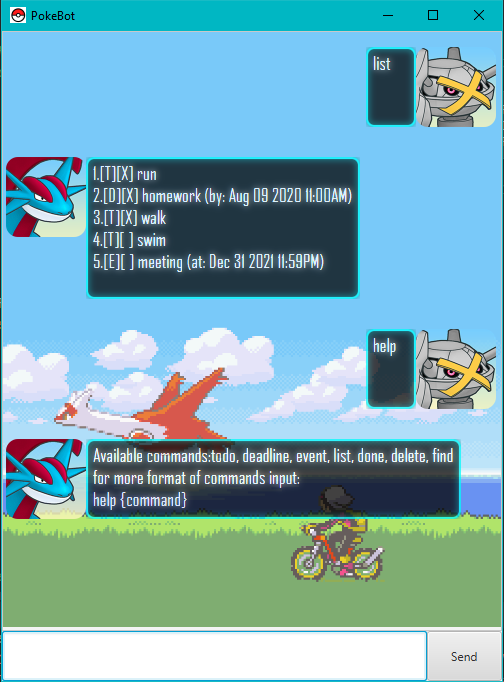 PokeBot
list
1.[T][X] run
2.[D][X] homework (by: Aug 09 2020 11:00AM)
3.[T][X] walk
4.[T][ ] swim
5.[E][ ] meeting (at: Dec 31 2021 11:59PM)
help
Available commands:todo, deadline, event, list, done, delete, find
for more format of commands input:
help {command}
Send